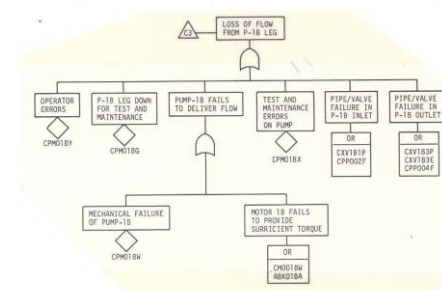 C3
LOSS OF FLOW
FROM P-1B LEG
OPERATOR
ERRORS
CPM01BY
P-1B LEG DOWN
FOR TEST AND
MAINTENANCE
CPM01BG
PUMP-1B FAILS
TO DELIVER FLOW
TEST AND
MAINTENANCE
ERRORS
ON PUMP
CPM01BX
PIPE/VALVE
FAILURE IN
P-1B INLET
OR
CXV1B1P
CPP002F
PIPE/VALVE
FAILURE IN
P-1B OUTLET
OR
CXV1B3P
CXV1B3E
CPP004F
MECHANICAL FAILURE
OF PUMP-1B
CPM01BW
MOTOR 1B FAILS
TO PROVIDE
SURRICIENT TORQUE
OR
CMO01BW
ABK01BA